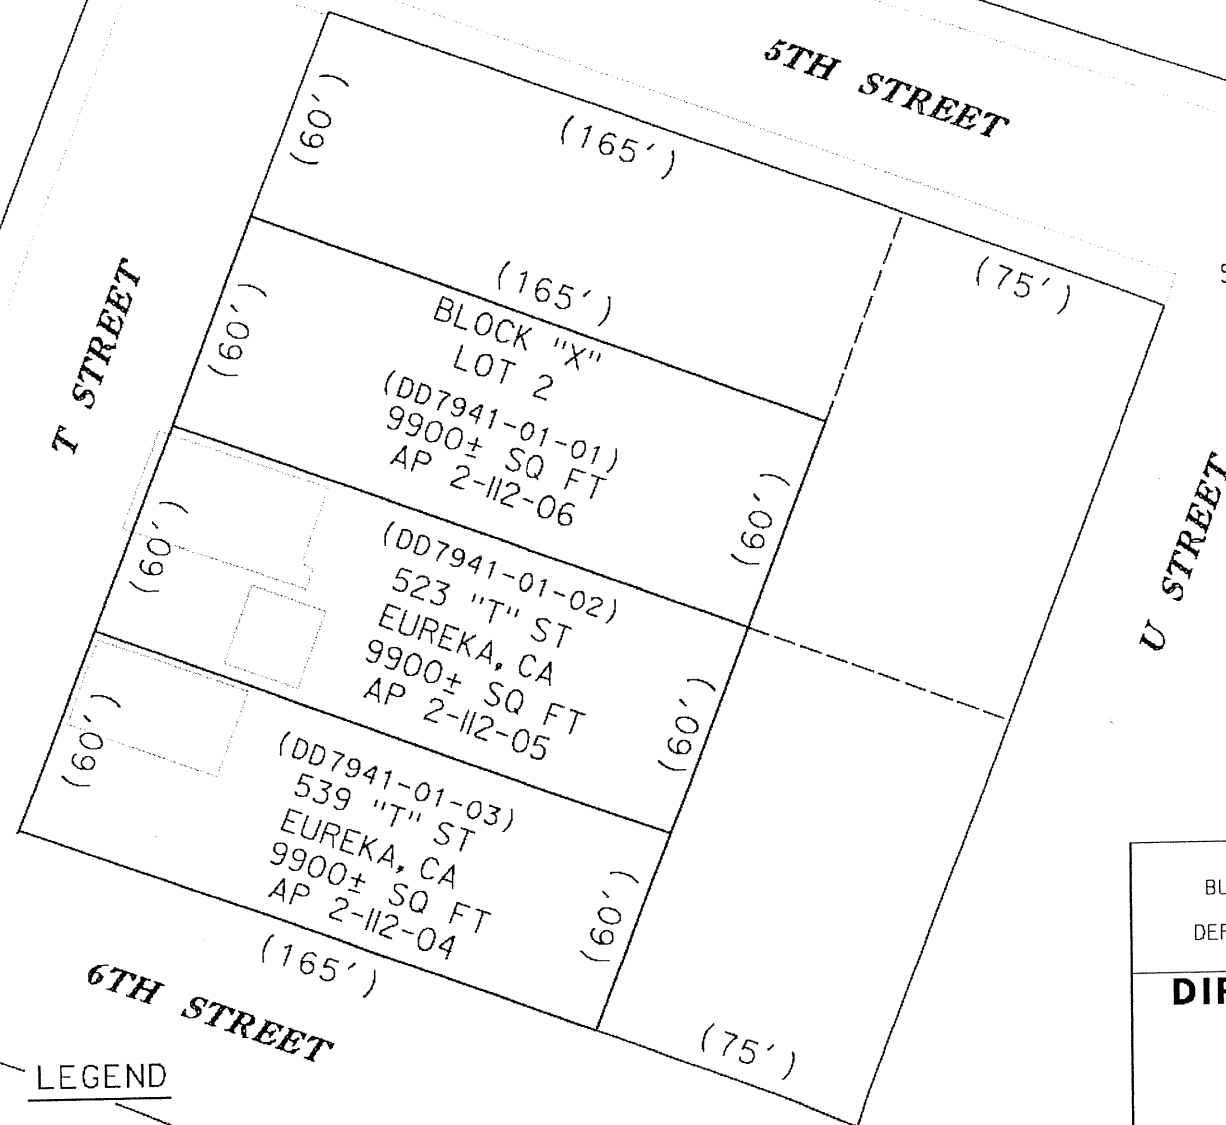 5TH STREET
(60')
(165')
(75')
(165')
T STREET
(60')
BLOCK "X"
LOT 2
(DD7941-01-01)
9900± SQ FT
AP 2-112-06
(60')
U STREET
(60')
(DD7941-01-02)
523 "T" ST
EUREKA, CA
9900± SQ FT
AP 2-112-05
(60')
(60')
(DD7941-01-03)
539 "T" ST
EUREKA, CA
9900± SQ FT
AP 2-112-04
(60')
(165')
(75')
6TH STREET
LEGEND